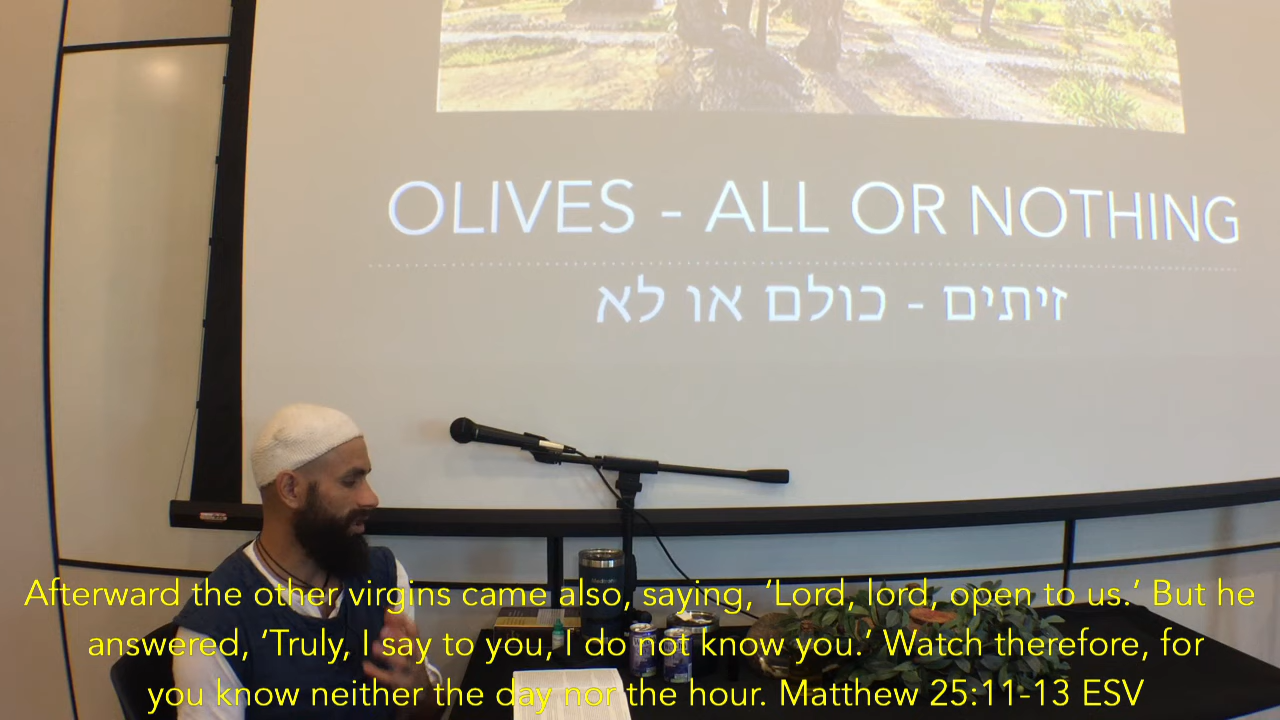 OLIVES - ALL OR NOTHING
זיתים - כולם או לא
Afterward the other virgins came also, saying, ‘Lord, lord, open to us.’ But he
answered, ‘Truly, I say to you, I do not know you.’ Watch therefore, for
you know neither the day nor the hour. Matthew 25:11-13 ESV